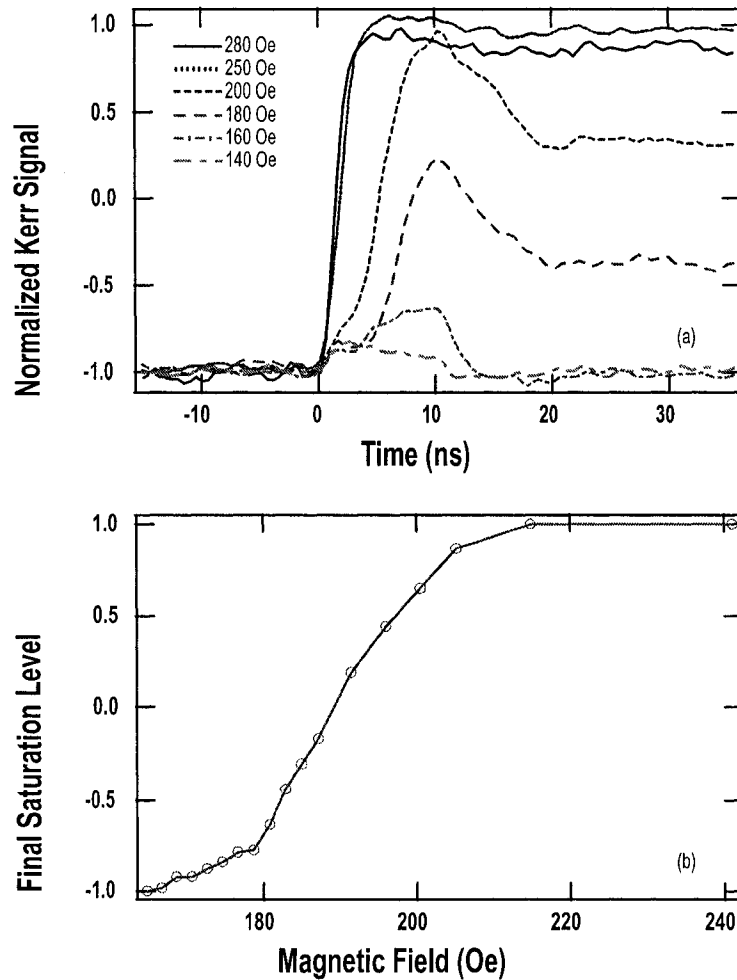 Normalized Kerr Signal
1.0
0.5
0.0
-0.5
-1.0
280 Oe
250 Oe
200 Oe
180 Oe
160 Oe
140 Oe
(a)
-10
0
10
20
30
Time (ns)
Final Saturation Level
1.0
0.5
0.0
-0.5
-1.0
(b)
180
200
220
240
Magnetic Field (Oe)